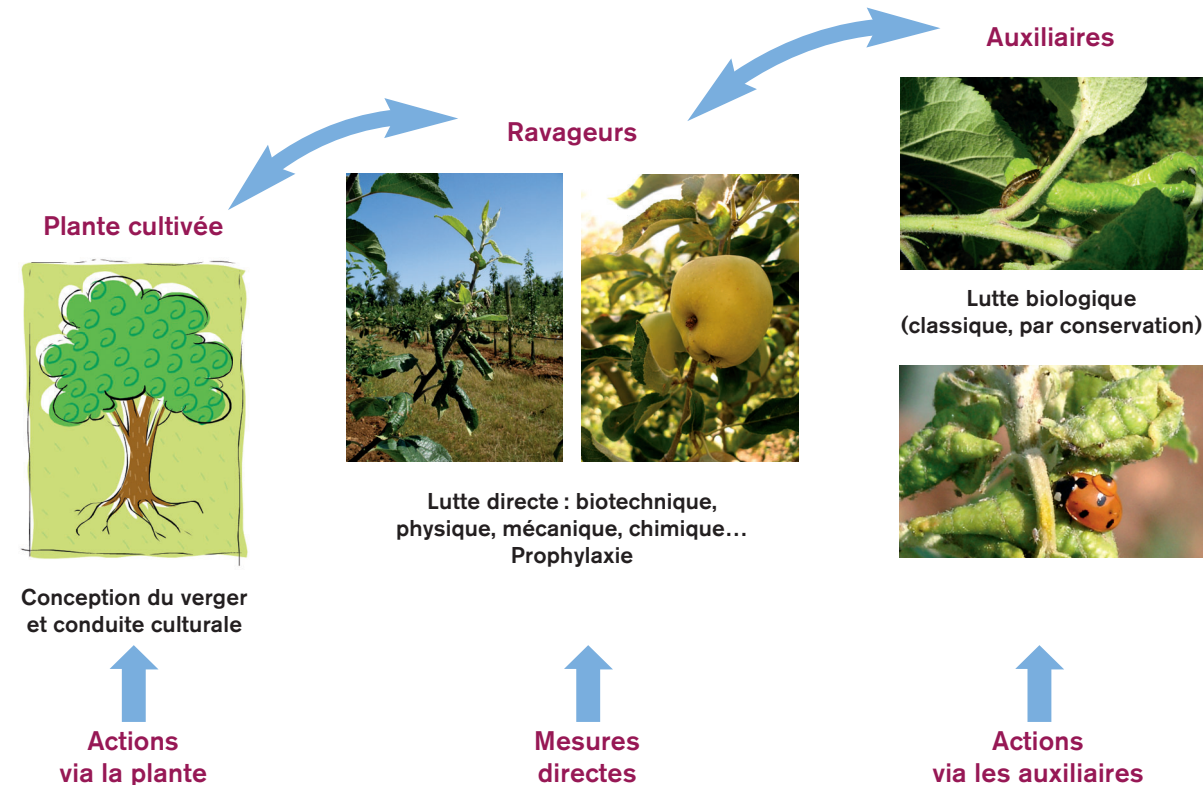 Auxiliaires
Ravageurs
Plante cultivée
Lutte biologique
(classique, par conservation)
Lutte directe : biotechnique,
physique, mécanique, chimique…
Prophylaxie
Conception du verger
et conduite culturale
Actions
via la plante
Mesures
directes
Actions
via les auxiliaires